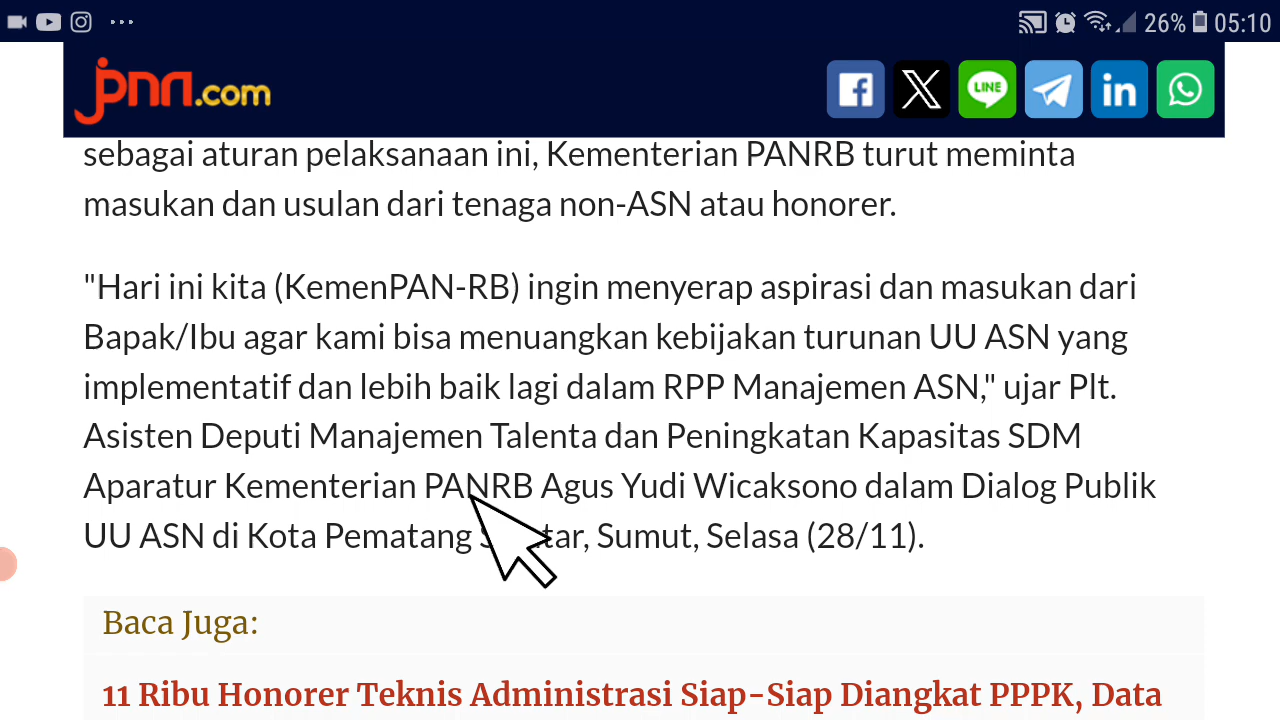 26% 05:10
jpnn.com
LINE
sebagai aturan pelaksanaan ini, Kementerian PANRB turut meminta
masukan dan usulan dari tenaga non-ASN atau honorer.
"Hari ini kita (KemenPAN-RB) ingin menyerap aspirasi dan masukan dari
Bapak/Ibu agar kami bisa menuangkan kebijakan turunan UU ASN yang
implementatif dan lebih baik lagi dalam RPP Manajemen ASN," ujar Plt.
Asisten Deputi Manajemen Talenta dan Peningkatan Kapasitas SDM
Aparatur Kementerian PANRB Agus Yudi Wicaksono dalam Dialog Publik
UU ASN di Kota Pematang Sumut, Selasa (28/11).
Baca Juga:
11 Ribu Honorer Teknis Administrasi Siap-Siap Diangkat PPPK, Data